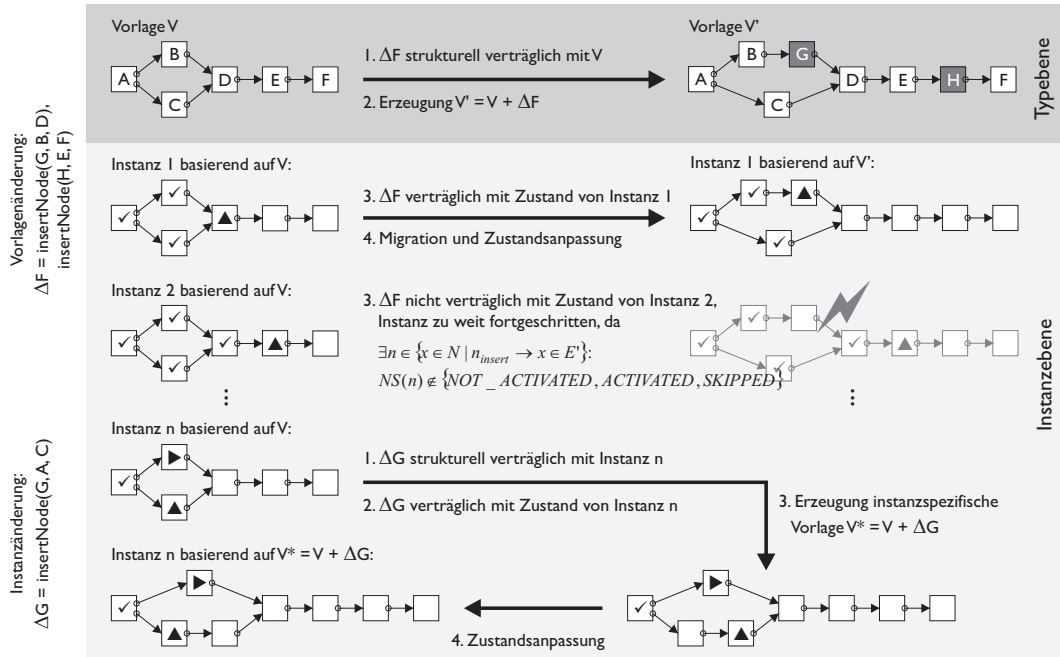 Vorlagenänderung:
ΔF = insertNode(G, B, D),
insertNode(H, E, F)
Instanzänderung:
ΔG = insertNode(G, A, C)
Typebene
Instanzebene
Vorlage V
A
B
C
D
E
F
1. ΔF strukturell verträglich mit V
2. Erzeugung V' = V + ΔF
Vorlage V'
A
B
G
C
D
E
H
F
Instanz 1 basierend auf V:
3. ΔF verträglich mit Zustand von Instanz 1
4. Migration und Zustandsanpassung
Instanz 1 basierend auf V':
Instanz 2 basierend auf V:
3. ΔF nicht verträglich mit Zustand von Instanz 2,
Instanz zu weit fortgeschritten, da
∃n ∈ {x ∈ N | n_insert → x ∈ E'}:
NS(n) ∉ {NOT _ ACTIVATED, ACTIVATED, SKIPPED}
Instanz n basierend auf V:
1. ΔG strukturell verträglich mit Instanz n
2. ΔG verträglich mit Zustand von Instanz n
3. Erzeugung instanzspezifische
Vorlage V* = V + ΔG
Instanz n basierend auf V* = V + ΔG:
4. Zustandsanpassung